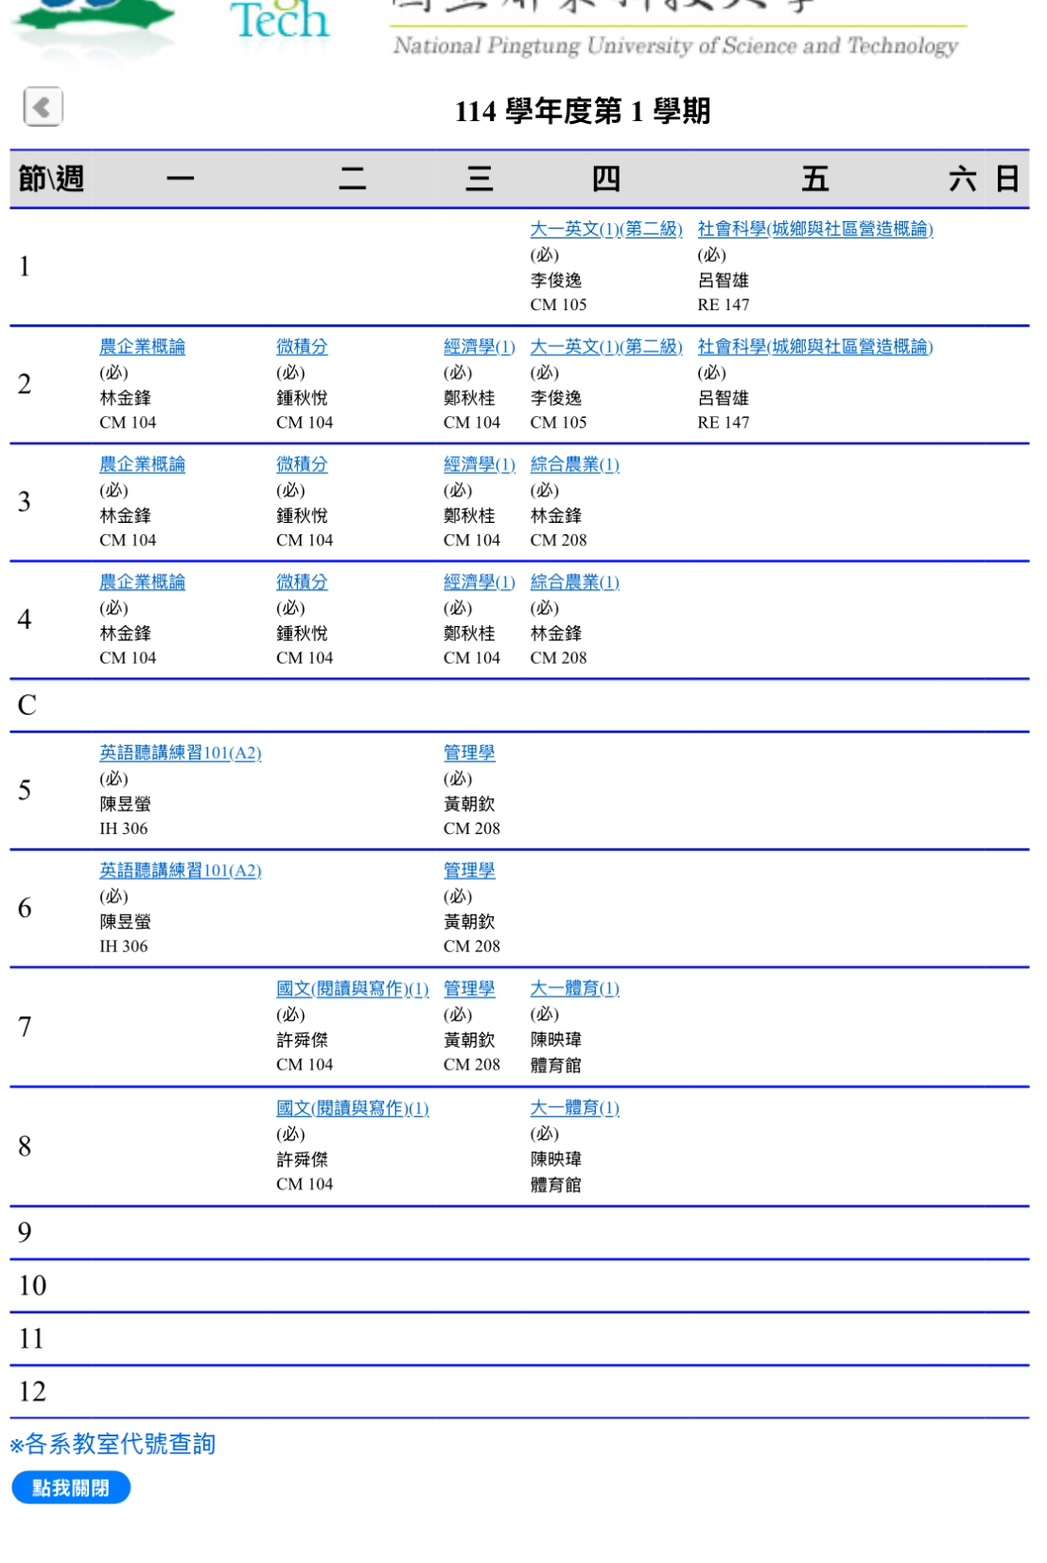 Tech
National Pingtung University of Science and Technology
114 學年度第 1 學期
節\週 一 二 三 四 五 六 日
1
大一英文(1)(第二級)
(必)
李俊逸
CM 105
社會科學(城鄉與社區營造概論)
(必)
呂智雄
RE 147
2
農企業概論
(必)
林金鋒
CM 104
微積分
(必)
鍾秋悅
CM 104
經濟學(1)
(必)
鄭秋桂
CM 104
大一英文(1)(第二級)
(必)
李俊逸
CM 105
社會科學(城鄉與社區營造概論)
(必)
呂智雄
RE 147
3
農企業概論
(必)
林金鋒
CM 104
微積分
(必)
鍾秋悅
CM 104
經濟學(1)
(必)
鄭秋桂
CM 104
綜合農業(1)
(必)
林金鋒
CM 208
4
農企業概論
(必)
林金鋒
CM 104
微積分
(必)
鍾秋悅
CM 104
經濟學(1)
(必)
鄭秋桂
CM 104
綜合農業(1)
(必)
林金鋒
CM 208
C
5
英語聽講練習101(A2)
(必)
陳昱螢
IH 306
管理學
(必)
黃朝欽
CM 208
6
英語聽講練習101(A2)
(必)
陳昱螢
IH 306
管理學
(必)
黃朝欽
CM 208
7
國文(閱讀與寫作)(1)
(必)
許舜傑
CM 104
管理學
(必)
黃朝欽
CM 208
大一體育(1)
(必)
陳映瑋
體育館
8
國文(閱讀與寫作)(1)
(必)
許舜傑
CM 104
大一體育(1)
(必)
陳映瑋
體育館
9
10
11
12
※各系教室代號查詢
點我關閉